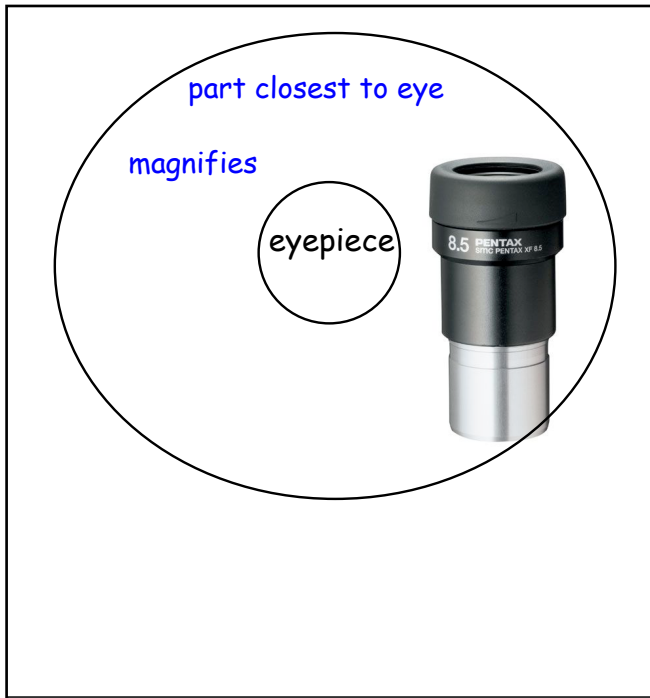 part closest to eye
magnifies
eyepiece
8.5 PENTAX
SMC PENTAX XF 8.5